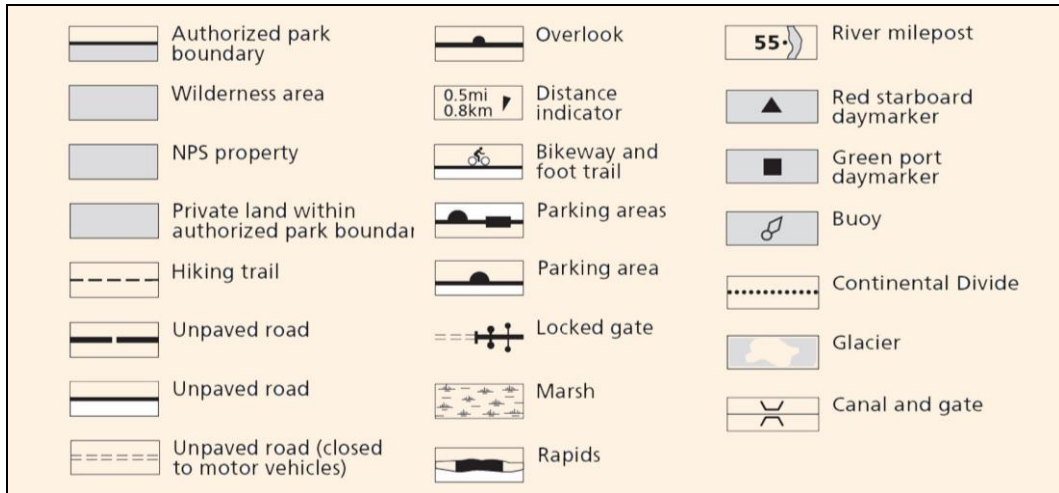 Authorized park
boundary
Wilderness area
NPS property
Private land within
authorized park boundar
Hiking trail
Unpaved road
Unpaved road
Unpaved road (closed
to motor vehicles)
Overlook
0.5mi
0.8km
Distance
indicator
Bikeway and
foot trail
Parking areas
Parking area
Locked gate
Marsh
Rapids
55
River milepost
Red starboard
daymarker
Green port
daymarker
Buoy
Continental Divide
Glacier
Canal and gate